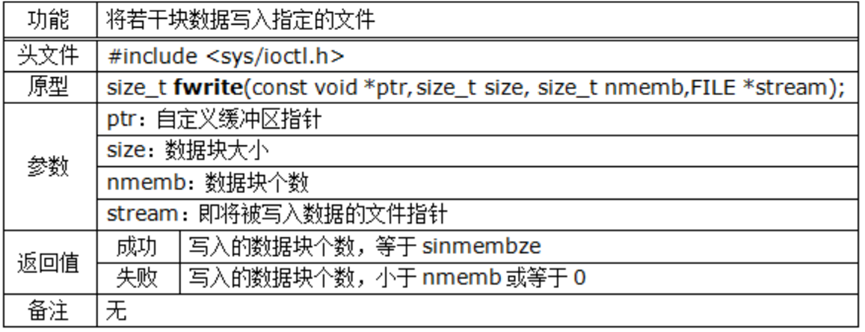 功能 将若干块数据写入指定的文件
头文件 #include <sys/ioctl.h>
原型 size_t fwrite(const void *ptr,size_t size, size_t nmemb,FILE *stream);
参数
ptr：自定义缓冲区指针
size：数据块大小
nmemb：数据块个数
stream：即将被写入数据的文件指针
返回值
成功 写入的数据块个数，等于 sinmembze
失败 写入的数据块个数，小于 nmemb 或等于 0
备注 无